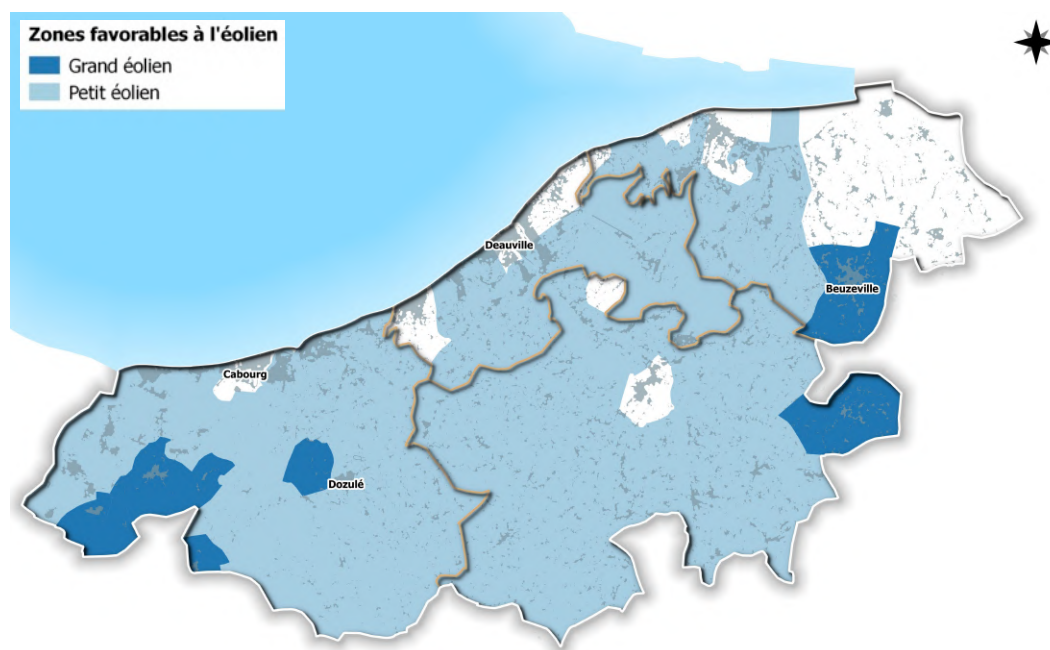 Zones favorables à l'éolien
Grand éolien
Petit éolien
Deauville
Beuzeville
Cabourg
Dozulé